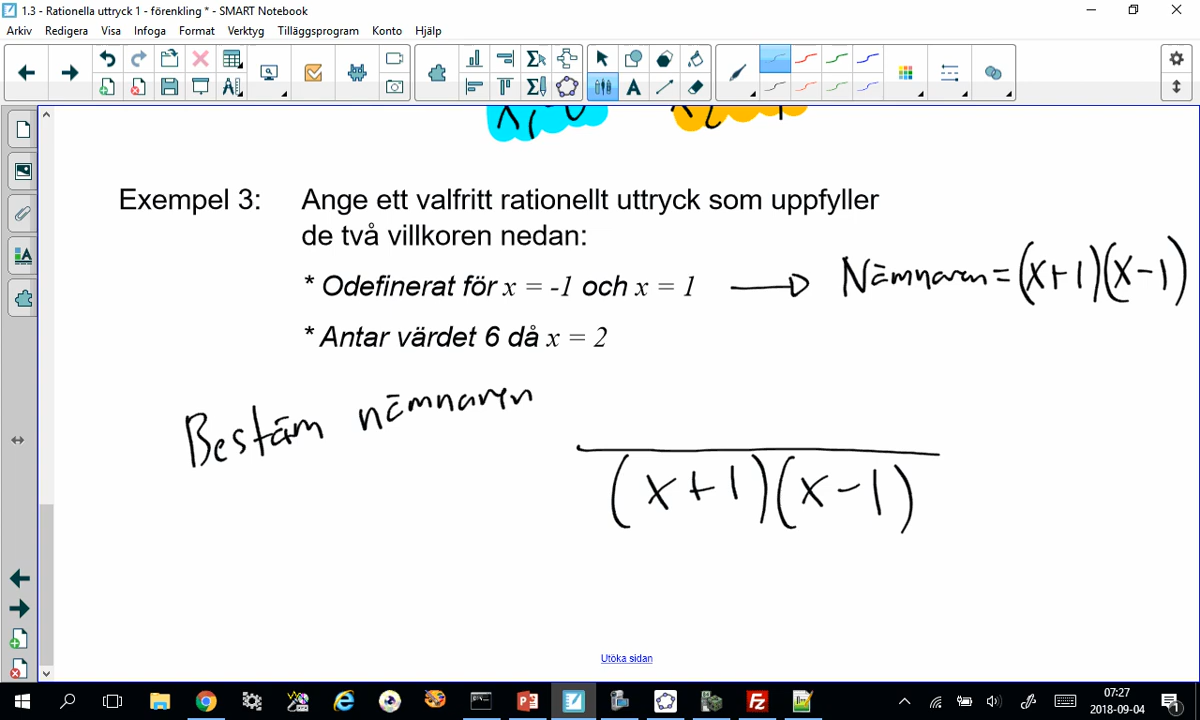 1.3 - Rationella uttryck 1 - förenkling * - SMART Notebook
Arkiv Redigera Visa Infoga Format Verktyg Tilläggsprogram Konto Hjälp
Exempel 3: Ange ett valfritt rationellt uttryck som uppfyller
de två villkoren nedan:
* Odefinerat för x = -1 och x = 1
Nämnaren = (x+1)(x-1)
* Antar värdet 6 då x = 2
Bestäm nämnaren
(x+1)(x-1)
Utöka sidan
07:27
2018-09-04